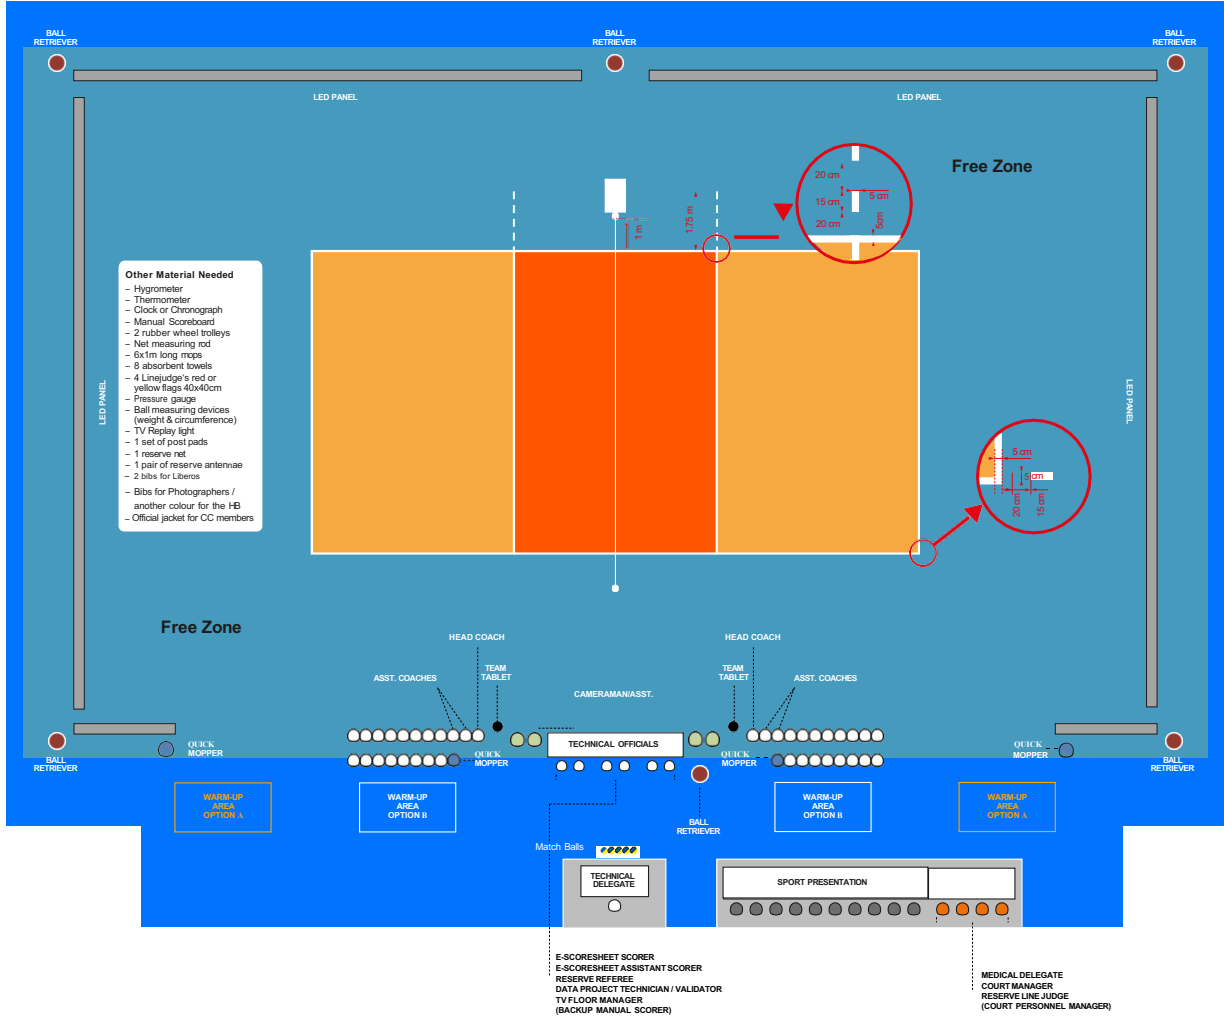 BALL
RETRIEVER
BALL
RETRIEVER
BALL
RETRIEVER
LED PANEL
LED PANEL
Free Zone
20 cm
15 cm
20 cm
5 cm
5cm
1.75 m
1 m
Other Material Needed
– Hygrometer
– Thermometer
– Clock or Chronograph
– Manual Scoreboard
– 2 rubber wheel trolleys
– Net measuring rod
– 6x1m long mops
– 8 absorbent towels
– 4 Linejudge's red or
yellow flags 40x40cm
– Pressure gauge
– Ball measuring devices
(weight & circumference)
– TV Replay light
– 1 set of post pads
– 1 reserve net
– 1 pair of reserve antennae
– 2 bibs for Liberos
– Bibs for Photographers /
another colour for the HB
– Official jacket for CC members
LED PANEL
LED PANEL
5 cm
5 cm
20 cm
15 cm
Free Zone
HEAD COACH
HEAD COACH
ASST. COACHES
TEAM
TABLET
CAMERAMAN/ASST.
TEAM
TABLET
ASST. COACHES
TECHNICAL OFFICIALS
BALL
RETRIEVER
QUICK
MOPPER
QUICK
MOPPER
QUICK
MOPPER
QUICK
MOPPER
BALL
RETRIEVER
WARM-UP
AREA
OPTION A
WARM-UP
AREA
OPTION B
BALL
RETRIEVER
WARM-UP
AREA
OPTION B
WARM-UP
AREA
OPTION A
Match Balls
TECHNICAL
DELEGATE
SPORT PRESENTATION
E-SCORESHEET SCORER
E-SCORESHEET ASSISTANT SCORER
RESERVE REFEREE
DATA PROJECT TECHNICIAN / VALIDATOR
TV FLOOR MANAGER
(BACKUP MANUAL SCORER)
MEDICAL DELEGATE
COURT MANAGER
RESERVE LINE JUDGE
(COURT PERSONNEL MANAGER)